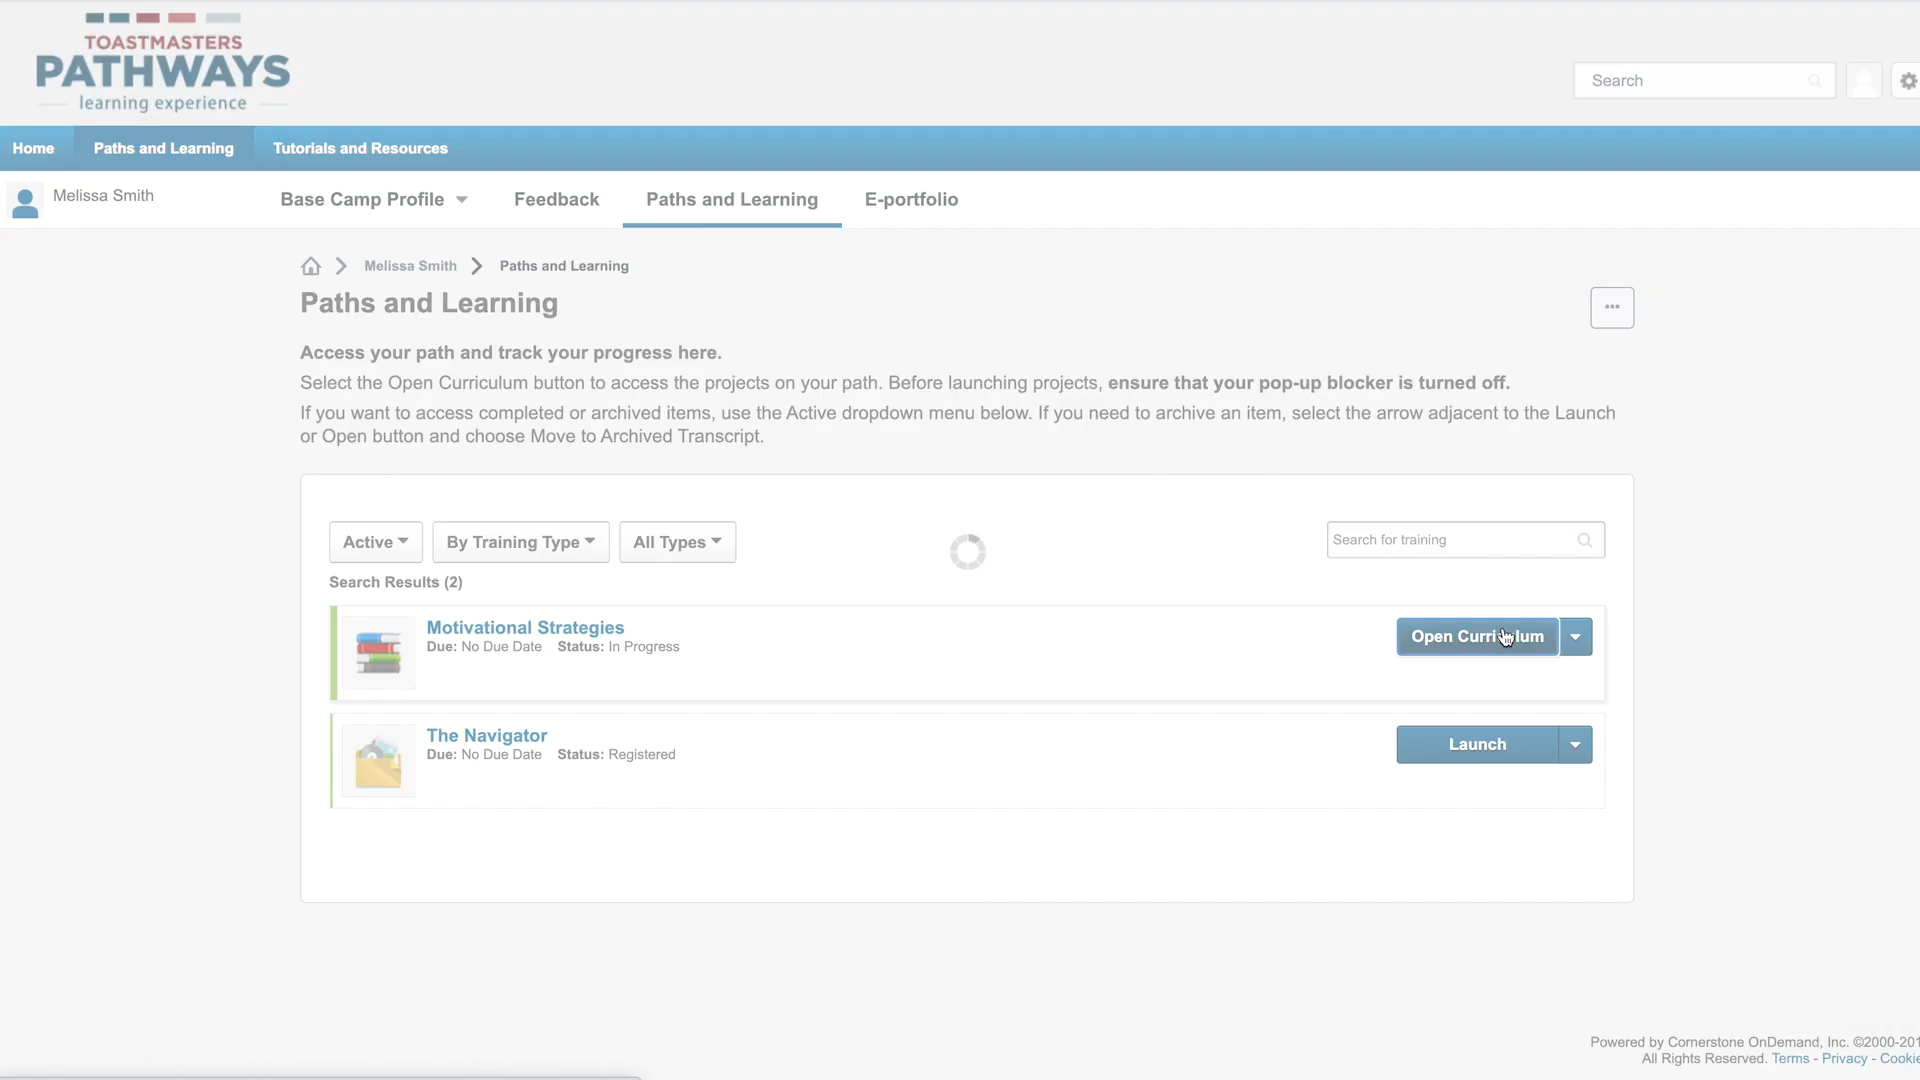 TOASTMASTERS
PATHWAYS
learning experience
Search
Home
Paths and Learning
Tutorials and Resources
Melissa Smith
Base Camp Profile
Feedback
Paths and Learning
E-portfolio
Melissa Smith
Paths and Learning
Paths and Learning
...
Access your path and track your progress here.
Select the Open Curriculum button to access the projects on your path. Before launching projects, ensure that your pop-up blocker is turned off.
If you want to access completed or archived items, use the Active dropdown menu below. If you need to archive an item, select the arrow adjacent to the Launch
or Open button and choose Move to Archived Transcript.
Active
By Training Type
All Types
Search for training
Search Results (2)
Motivational Strategies
Due: No Due Date Status: In Progress
Open Curriculum
The Navigator
Due: No Due Date Status: Registered
Launch
Powered by Cornerstone OnDemand, Inc. ©2000-201
All Rights Reserved. Terms - Privacy - Cookie